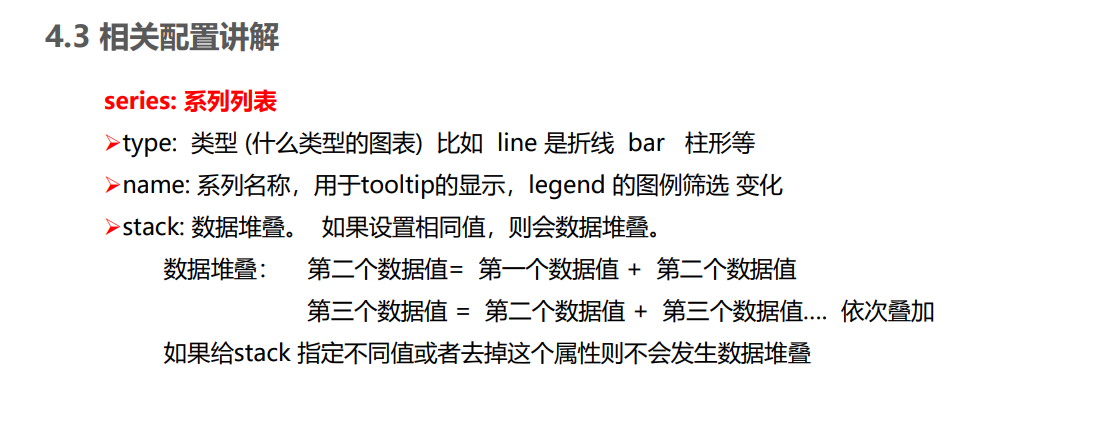 4.3 相关配置讲解
series: 系列列表
➢type: 类型 (什么类型的图表) 比如 line 是折线 bar 柱形等
➢name: 系列名称，用于tooltip的显示，legend 的图例筛选 变化
➢stack: 数据堆叠。 如果设置相同值，则会数据堆叠。
数据堆叠： 第二个数据值= 第一个数据值 + 第二个数据值
第三个数据值 = 第二个数据值 + 第三个数据值.... 依次叠加
如果给stack 指定不同值或者去掉这个属性则不会发生数据堆叠